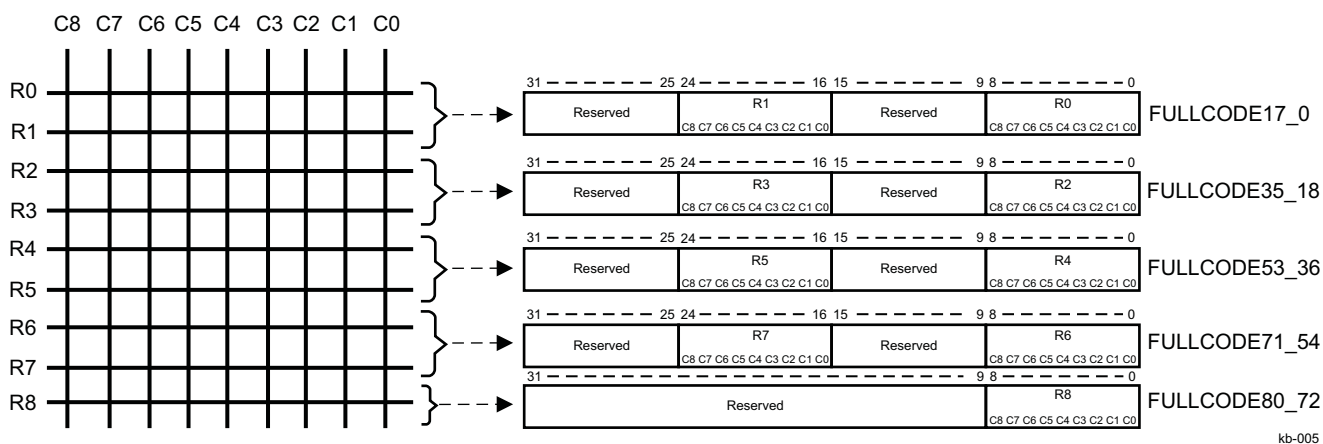 C8 C7 C6 C5 C4 C3 C2 C1 C0
R0
R1
R2
R3
R4
R5
R6
R7
R8
31 25 24 16 15 9 8 0
Reserved R1 Reserved R0
C8 C7 C6 C5 C4 C3 C2 C1 C0 C8 C7 C6 C5 C4 C3 C2 C1 C0
FULLCODE17_0
31 25 24 16 15 9 8 0
Reserved R3 Reserved R2
C8 C7 C6 C5 C4 C3 C2 C1 C0 C8 C7 C6 C5 C4 C3 C2 C1 C0
FULLCODE35_18
31 25 24 16 15 9 8 0
Reserved R5 Reserved R4
C8 C7 C6 C5 C4 C3 C2 C1 C0 C8 C7 C6 C5 C4 C3 C2 C1 C0
FULLCODE53_36
31 25 24 16 15 9 8 0
Reserved R7 Reserved R6
C8 C7 C6 C5 C4 C3 C2 C1 C0 C8 C7 C6 C5 C4 C3 C2 C1 C0
FULLCODE71_54
31 9 8 0
Reserved R8
C8 C7 C6 C5 C4 C3 C2 C1 C0
FULLCODE80_72
kb-005